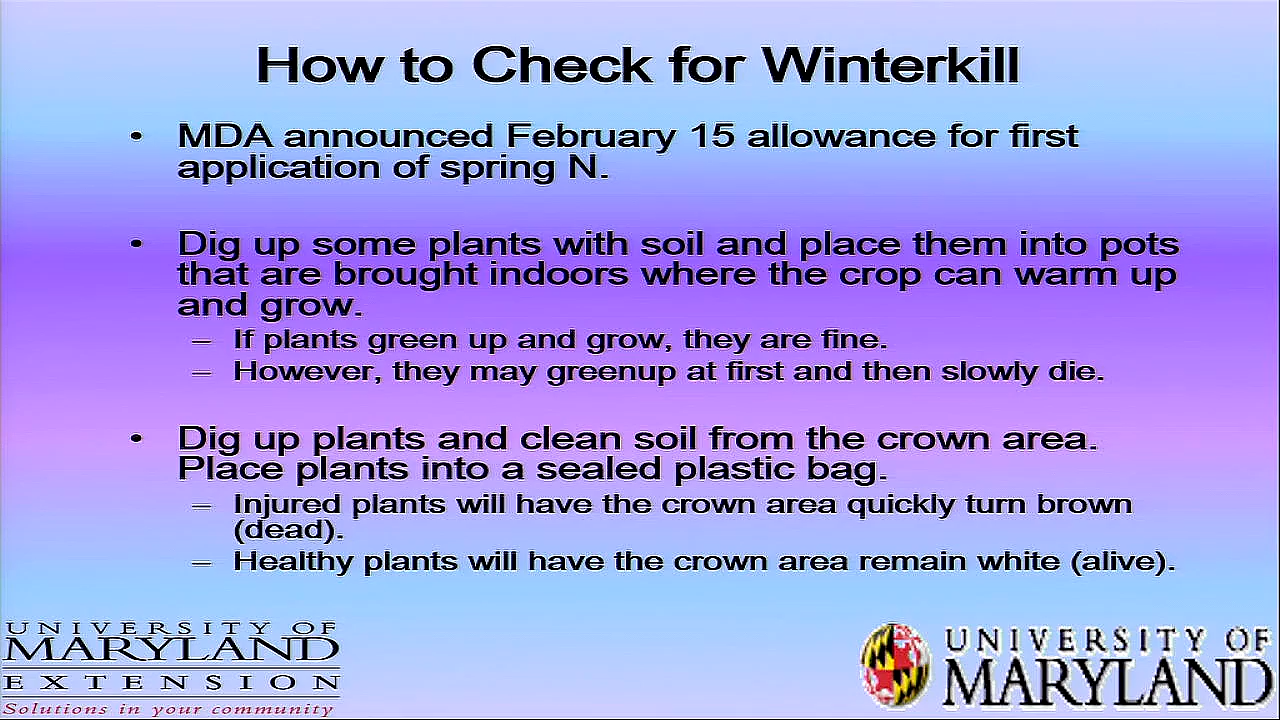 How to Check for Winterkill
• MDA announced February 15 allowance for first
application of spring N.
• Dig up some plants with soil and place them into pots
that are brought indoors where the crop can warm up
and grow.
– If plants green up and grow, they are fine.
– However, they may greenup at first and then slowly die.
• Dig up plants and clean soil from the crown area.
Place plants into a sealed plastic bag.
– Injured plants will have the crown area quickly turn brown
(dead).
– Healthy plants will have the crown area remain white (alive).
UNIVERSITY OF
MARYLAND
EXTENSION
Solutions in your community
UNIVERSITY OF
MARYLAND